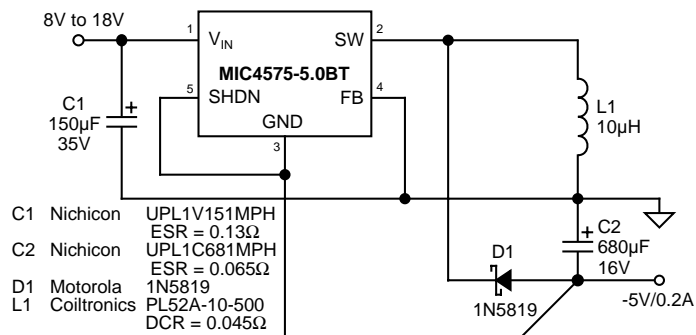 8V to 18V
1
VIN
SW
2
MIC4575-5.0BT
5
SHDN
FB
4
GND
3
C1
150µF
35V
+
L1
10µH
C1 Nichicon UPL1V151MPH
ESR = 0.13Ω
C2 Nichicon UPL1C681MPH
ESR = 0.065Ω
D1 Motorola 1N5819
L1 Coiltronics PL52A-10-500
DCR = 0.045Ω
D1
1N5819
+
C2
680µF
16V
-5V/0.2A